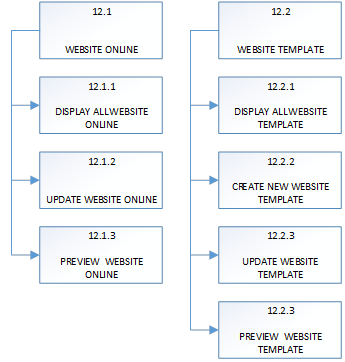 12.1
WEBSITE ONLINE
12.1.1
DISPLAY ALLWEBSITE
ONLINE
12.1.2
UPDATE WEBSITE ONLINE
12.1.3
PREVIEW WEBSITE
ONLINE
12.2
WEBSITE TEMPLATE
12.2.1
DISPLAY ALLWEBSITE
TEMPLATE
12.2.2
CREATE NEW WEBSITE
TEMPLATE
12.2.3
UPDATE WEBSITE
TEMPLATE
12.2.3
PREVIEW WEBSITE
TEMPLATE